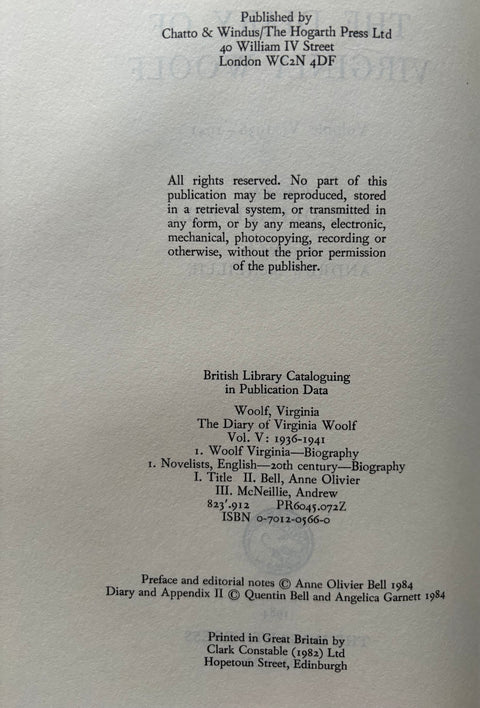 Published by
Chatto & Windus/The Hogarth Press Ltd
40 William IV Street
London WC2N 4DF
All rights reserved. No part of this
publication may be reproduced, stored
in a retrieval system, or transmitted in
any form, or by any means, electronic,
mechanical, photocopying, recording or
otherwise, without the prior permission
of the publisher.
British Library Cataloguing
in Publication Data
Woolf, Virginia
The Diary of Virginia Woolf
Vol. V: 1936-1941
1. Woolf Virginia—Biography
1. Novelists, English—20th century—Biography
I. Title II. Bell, Anne Olivier
III. McNeillie, Andrew
823'.912 PR6045.072Z
ISBN 0-7012-0566-0
Preface and editorial notes © Anne Olivier Bell 1984
Diary and Appendix II © Quentin Bell and Angelica Garnett 1984
Printed in Great Britain by
Clark Constable (1982) Ltd
Hopetoun Street, Edinburgh